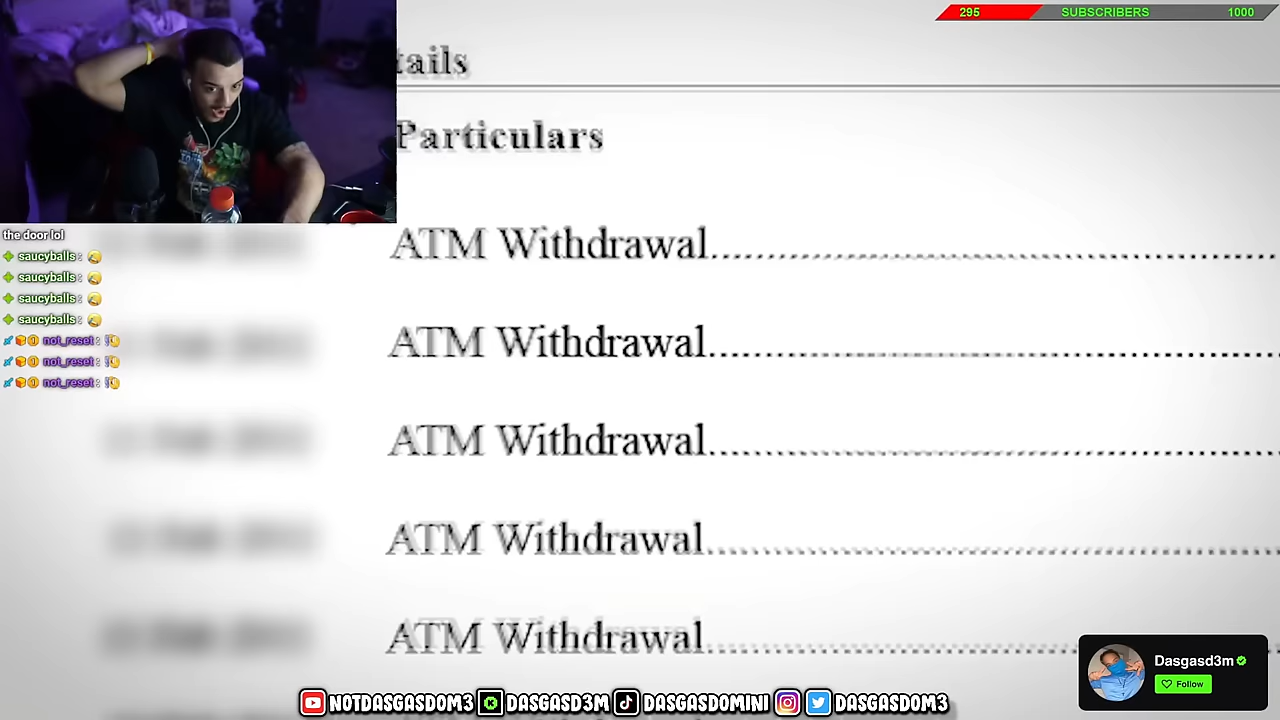 295 SUBSCRIBERS 1000
tails
Particulars
the door lol
saucyballs :
saucyballs :
saucyballs :
saucyballs :
not_reset :
not_reset :
not_reset :
ATM Withdrawal
ATM Withdrawal
ATM Withdrawal
ATM Withdrawal
ATM Withdrawal
Dasgasd3m
Follow
NOTDASGASDOM3 DASGASD3M DASGASDOMINI DASGASDOM3